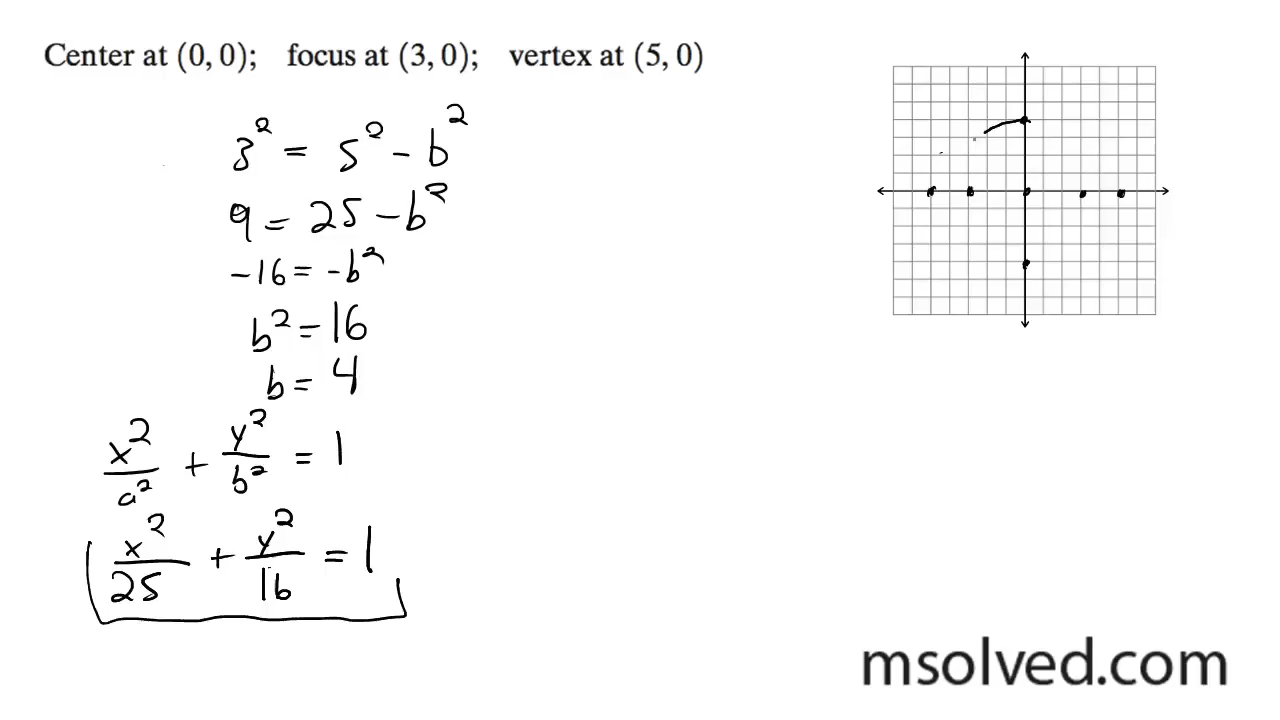 Center at (0, 0); focus at (3, 0); vertex at (5, 0)
3² = 5² - b²
9 = 25 - b²
-16 = -b²
b² = 16
b = 4
x²/a² + y²/b² = 1
x²/25 + y²/16 = 1
msolved.com